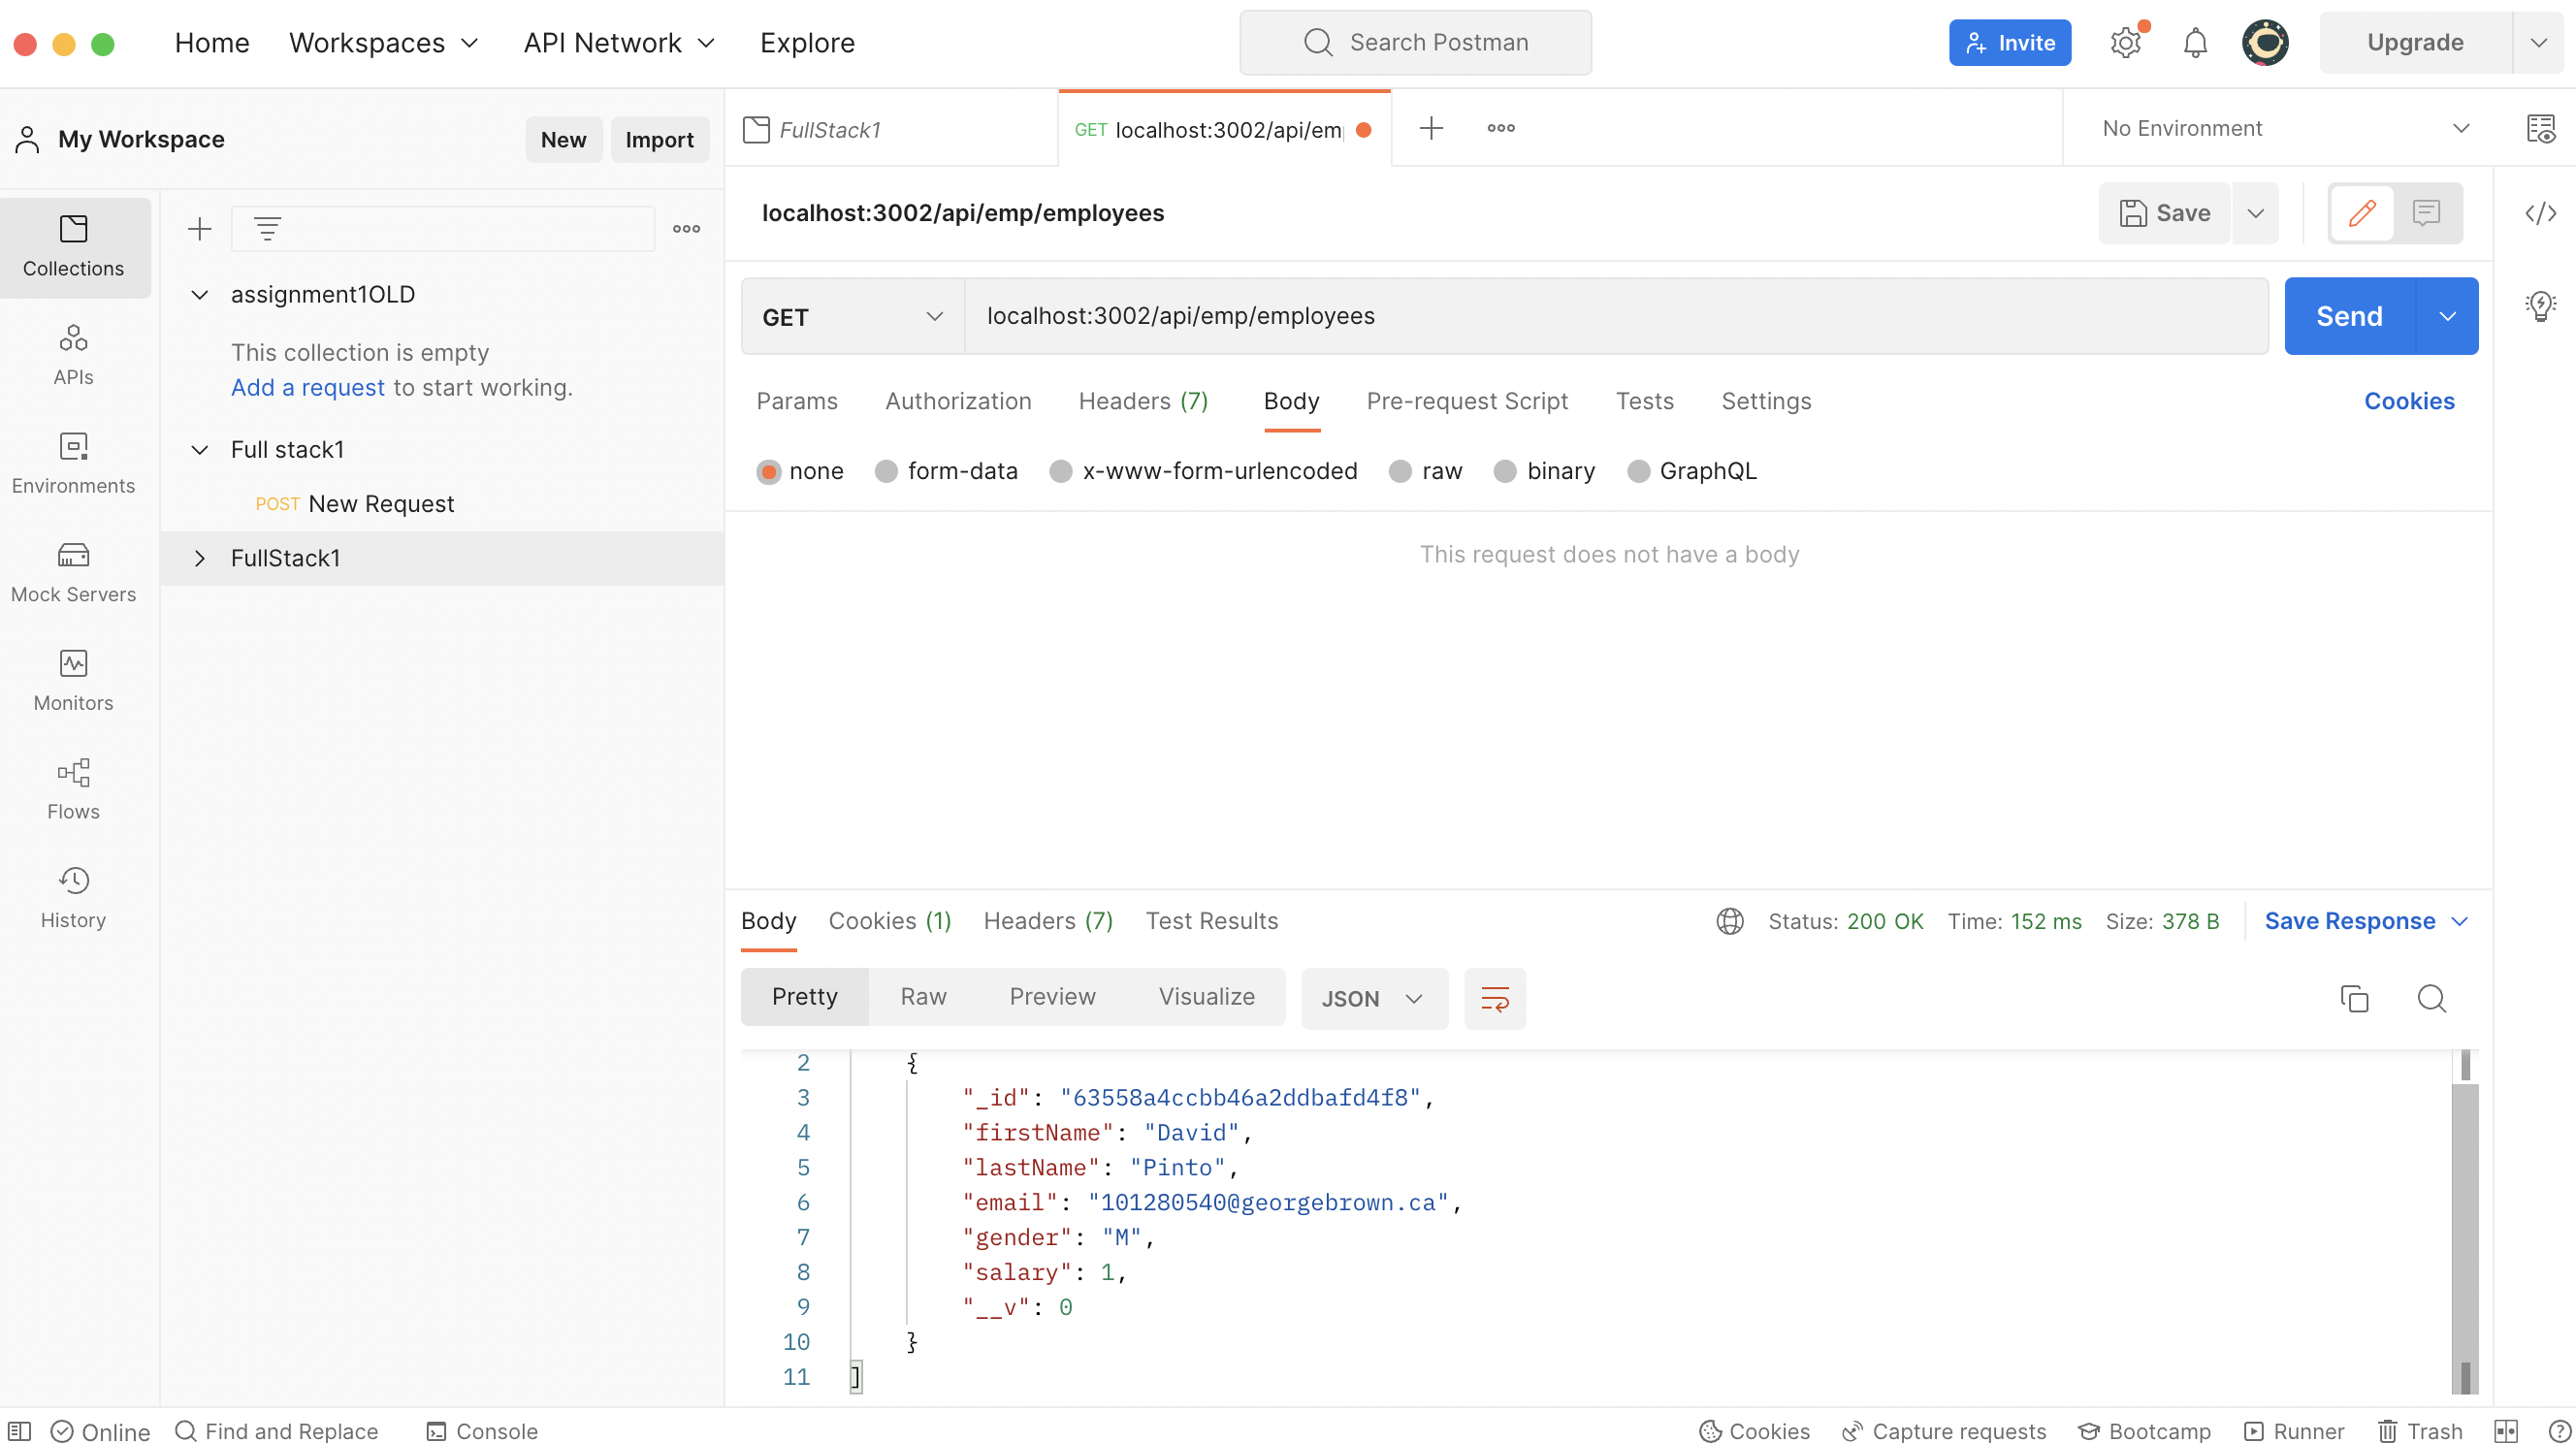 Home Workspaces API Network Explore Search Postman Invite Upgrade
My Workspace New Import
FullStack1 GET localhost:3002/api/em No Environment
Collections
APIs
Environments
Mock Servers
Monitors
Flows
History
assignment1OLD
This collection is empty
Add a request to start working.
Full stack1
POST New Request
FullStack1
localhost:3002/api/emp/employees Save
GET localhost:3002/api/emp/employees Send
Params Authorization Headers (7) Body Pre-request Script Tests Settings Cookies
none form-data x-www-form-urlencoded raw binary GraphQL
This request does not have a body
Body Cookies (1) Headers (7) Test Results Status: 200 OK Time: 152 ms Size: 378 B Save Response
Pretty Raw Preview Visualize JSON
2 {
3 "_id": "63558a4ccbb46a2ddbafd4f8",
4 "firstName": "David",
5 "lastName": "Pinto",
6 "email": "101280540@georgebrown.ca",
7 "gender": "M",
8 "salary": 1,
9 "__v": 0
10 }
11 ]
Online Find and Replace Console Cookies Capture requests Bootcamp Runner Trash